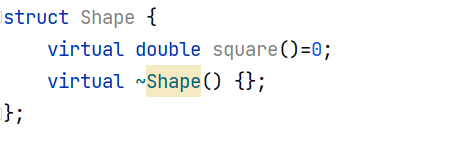 struct Shape {
    virtual double square()=0;
    virtual ~Shape() {};
};